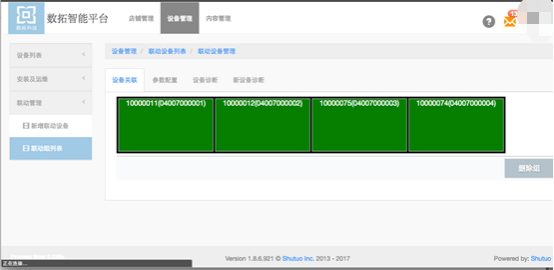 数拓科技
数拓智能平台
店铺管理
设备管理
内容管理
设备列表
安装及运维
联动管理
新增联动设备
联动组列表
设备管理 / 联动设备列表 / 联动设备管理
设备关联
参数配置
设备诊断
新设备诊断
10000011(04007000001)
10000012(04007000002)
10000075(04007000003)
10000074(04007000004)
删除组
正在连接...
Version 1.8.6.921 © Shutuo Inc. 2013 - 2017
Powered by: Shuto